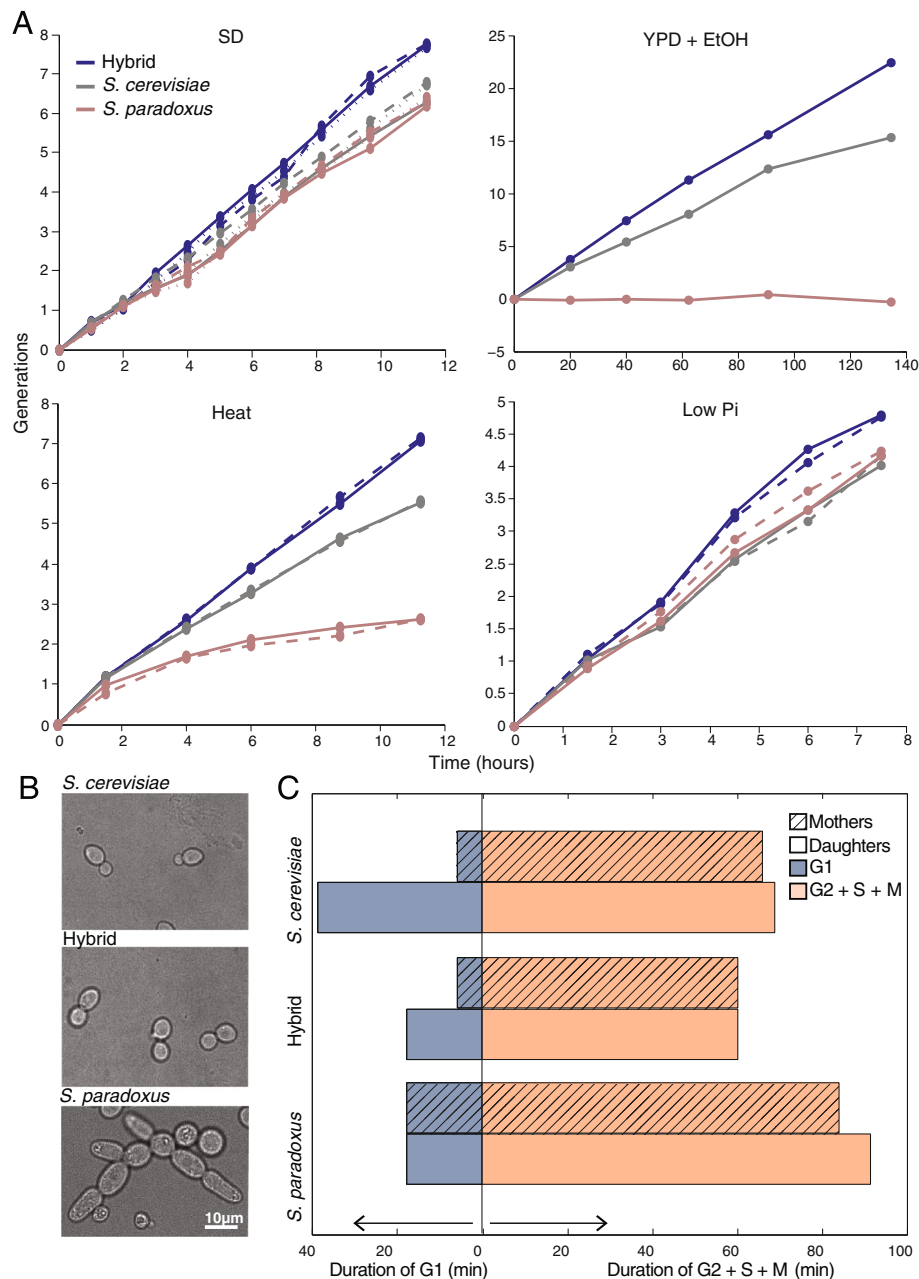 A
SD
Hybrid
S. cerevisiae
S. paradoxus
8
7
6
5
4
3
2
1
0
0 2 4 6 8 10 12
YPD + EtOH
25
20
15
10
5
0
−5
0 20 40 60 80 100 120 140
Generations
Heat
8
7
6
5
4
3
2
1
0
0 2 4 6 8 10 12
Low Pi
5
4.5
4
3.5
3
2.5
2
1.5
1
0.5
0
0 1 2 3 4 5 6 7 8
Time (hours)
B
S. cerevisiae
Hybrid
S. paradoxus
10µm
C
Mothers
Daughters
G1
G2 + S + M
S. cerevisiae
Hybrid
S. paradoxus
40 20 0 20 40 60 80 100
Duration of G1 (min) Duration of G2 + S + M (min)